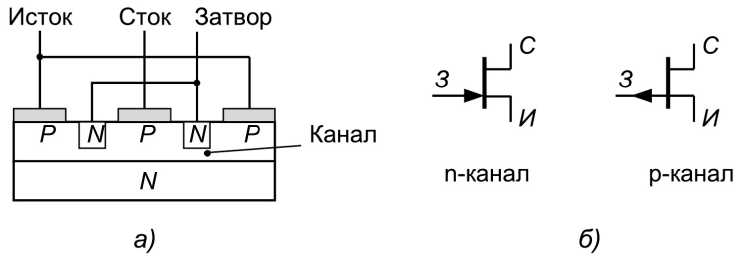 Исток Сток Затвор
P N P N P
Канал
N
а)
С С
З З
И И
n-канал p-канал
б)